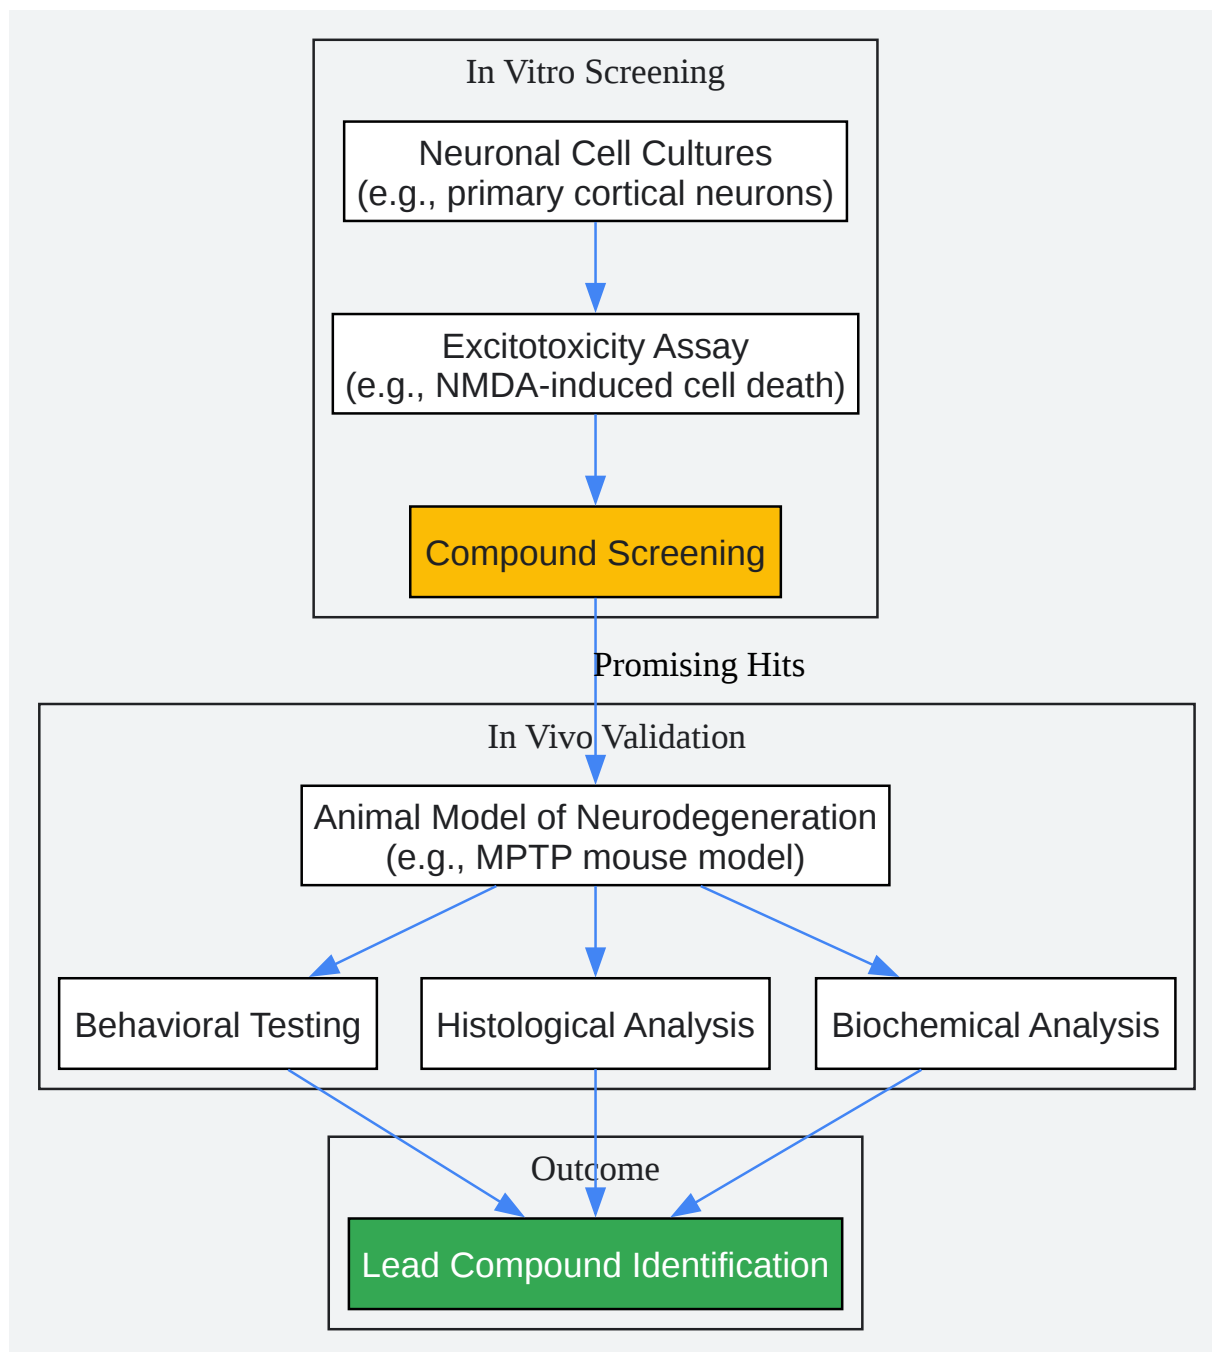 In Vitro Screening
Neuronal Cell Cultures
(e.g., primary cortical neurons)
Excitotoxicity Assay
(e.g., NMDA-induced cell death)
Compound Screening
Promising Hits
In Vivo Validation
Animal Model of Neurodegeneration
(e.g., MPTP mouse model)
Behavioral Testing
Histological Analysis
Biochemical Analysis
Outcome
Lead Compound Identification